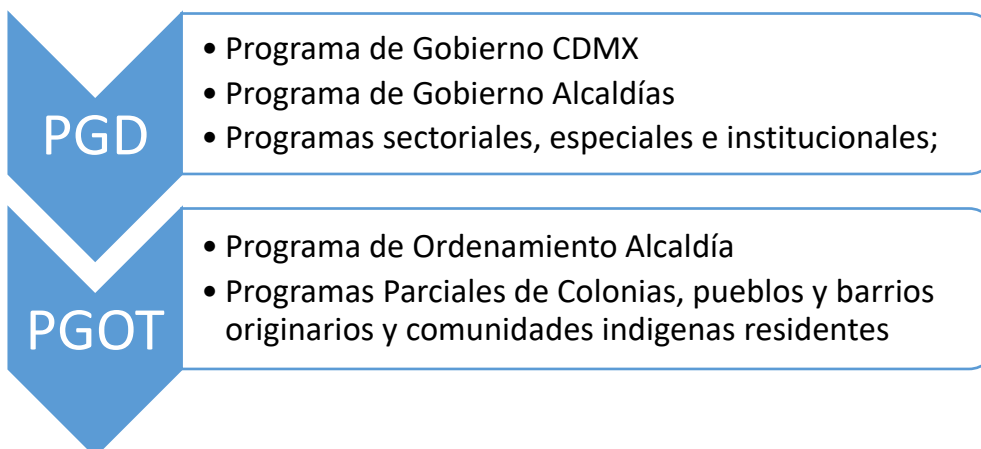 PGD
• Programa de Gobierno CDMX
• Programa de Gobierno Alcaldías
• Programas sectoriales, especiales e institucionales;
PGOT
• Programa de Ordenamiento Alcaldía
• Programas Parciales de Colonias, pueblos y barrios
originarios y comunidades indigenas residentes